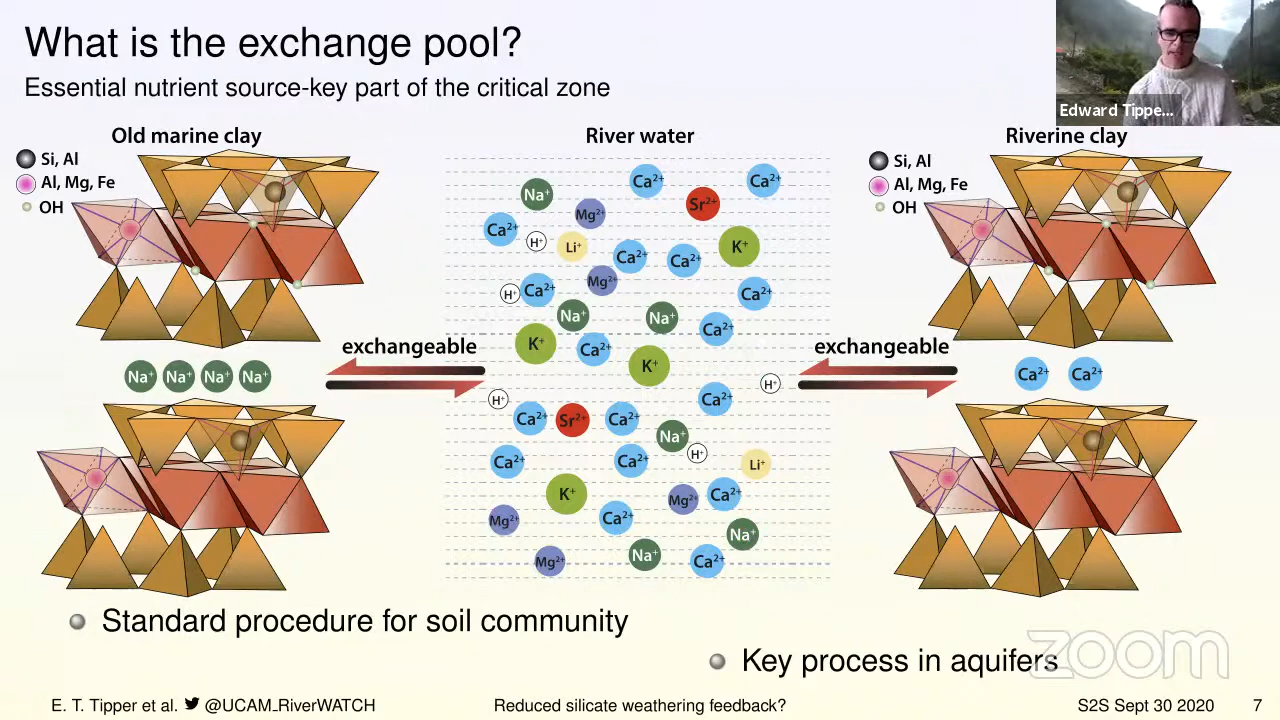 What is the exchange pool?
Essential nutrient source-key part of the critical zone
Edward Tippe...
Old marine clay
River water
Riverine clay
Si, Al
Al, Mg, Fe
OH
Si, Al
Al, Mg, Fe
OH
Ca²⁺ Ca²⁺
Na⁺
Sr²⁺
Mg²⁺
Ca²⁺
H⁺ Li⁺ K⁺
Ca²⁺ Ca²⁺
Mg²⁺
H⁺ Ca²⁺ Ca²⁺
Na⁺ Na⁺
Ca²⁺
K⁺ Ca²⁺
K⁺
exchangeable
exchangeable
Na⁺ Na⁺ Na⁺ Na⁺
Ca²⁺ Ca²⁺
H⁺
H⁺ Ca²⁺
Ca²⁺ Sr²⁺ Ca²⁺
Na⁺
H⁺
Ca²⁺ Ca²⁺ Li⁺
K⁺ Mg²⁺ Ca²⁺
Mg²⁺ Ca²⁺
Na⁺
Mg²⁺ Na⁺ Ca²⁺
Standard procedure for soil community
Key process in aquifers
zoom
E. T. Tipper et al. @UCAM_RiverWATCH
Reduced silicate weathering feedback?
S2S Sept 30 2020 7